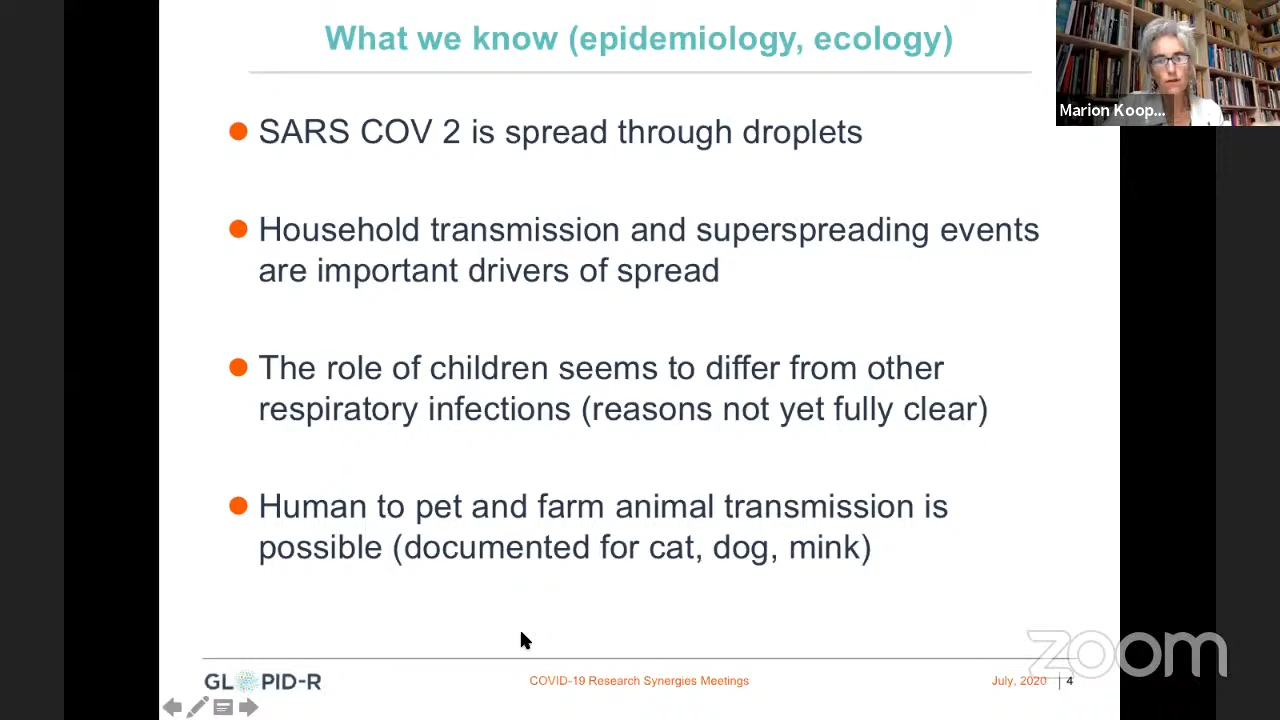 What we know (epidemiology, ecology)
Marion Koop...
SARS COV 2 is spread through droplets
Household transmission and superspreading events
are important drivers of spread
The role of children seems to differ from other
respiratory infections (reasons not yet fully clear)
Human to pet and farm animal transmission is
possible (documented for cat, dog, mink)
zoom
GLOPID-R
COVID-19 Research Synergies Meetings
July, 2020
4